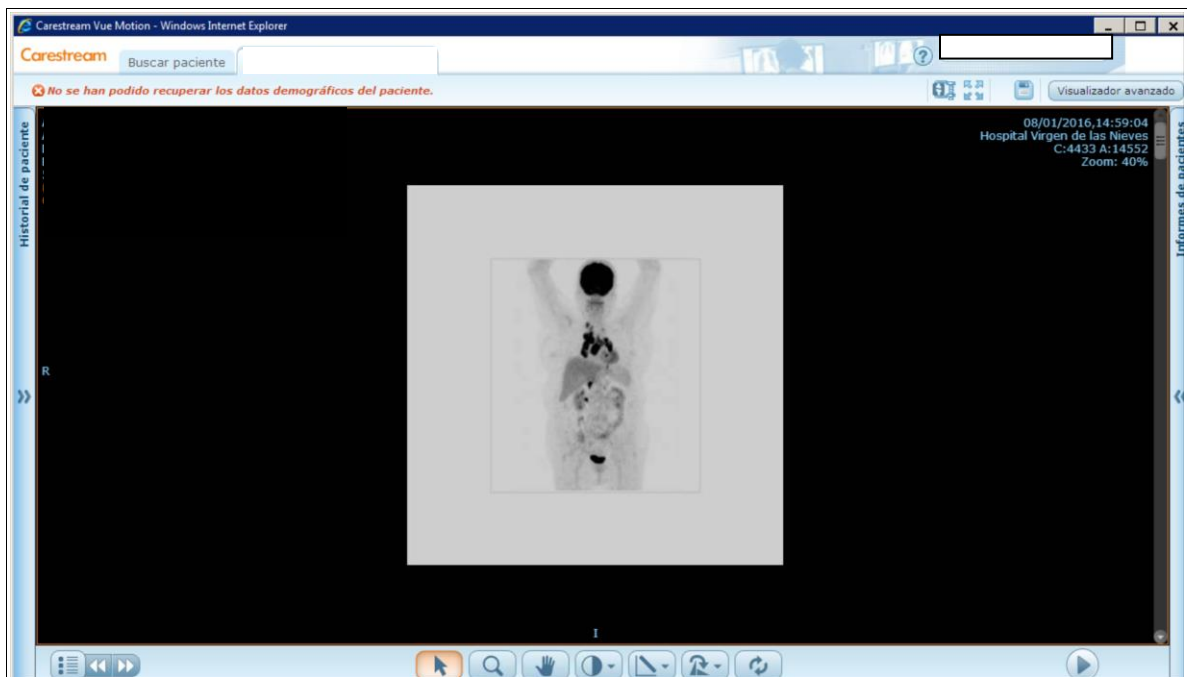 Carestream Vue Motion - Windows Internet Explorer
Carestream
Buscar paciente
?
No se han podido recuperar los datos demográficos del paciente.
Visualizador avanzado
Historial de paciente
08/01/2016,14:59:04
Hospital Virgen de las Nieves
C:4433 A:14552
Zoom: 40%
Informes de pacientes
R
I